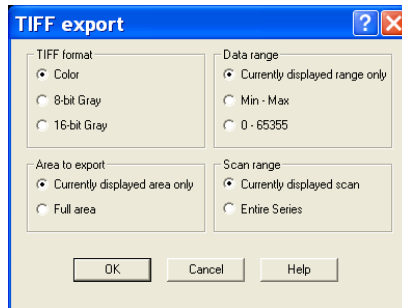 TIFF export
TIFF format
Color
8-bit Gray
16-bit Gray
Data range
Currently displayed range only
Min - Max
0 - 65355
Area to export
Currently displayed area only
Full area
Scan range
Currently displayed scan
Entire Series
OK
Cancel
Help